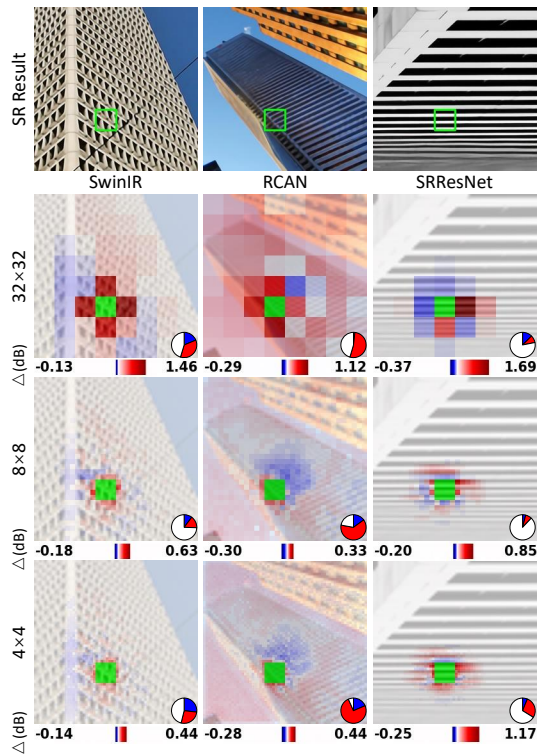 SR Result
SwinIR RCAN SRResNet
32×32
△ (dB)
-0.13 1.46 -0.29 1.12 -0.37 1.69
8×8
△ (dB)
-0.18 0.63 -0.30 0.33 -0.20 0.85
4×4
△ (dB)
-0.14 0.44 -0.28 0.44 -0.25 1.17